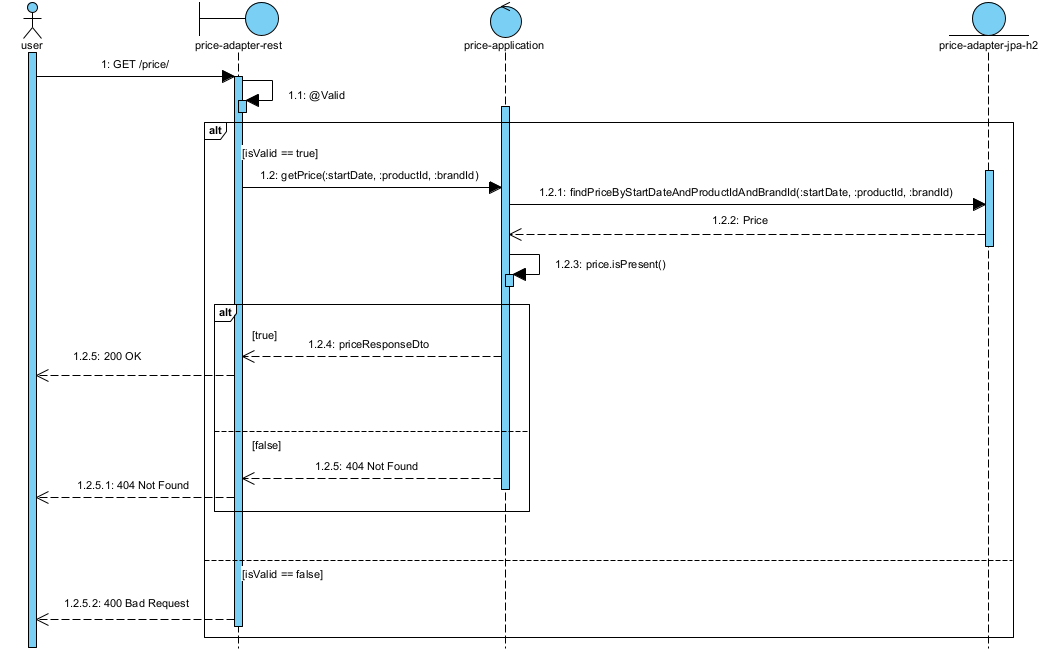 user
price-adapter-rest
price-application
price-adapter-jpa-h2
1: GET /price/
1.1: @Valid
alt
[isValid == true]
1.2: getPrice(:startDate, :productId, :brandId)
1.2.1: findPriceByStartDateAndProductIdAndBrandId(:startDate, :productId, :brandId)
1.2.2: Price
1.2.3: price.isPresent()
alt
[true]
1.2.4: priceResponseDto
1.2.5: 200 OK
[false]
1.2.5: 404 Not Found
1.2.5.1: 404 Not Found
[isValid == false]
1.2.5.2: 400 Bad Request